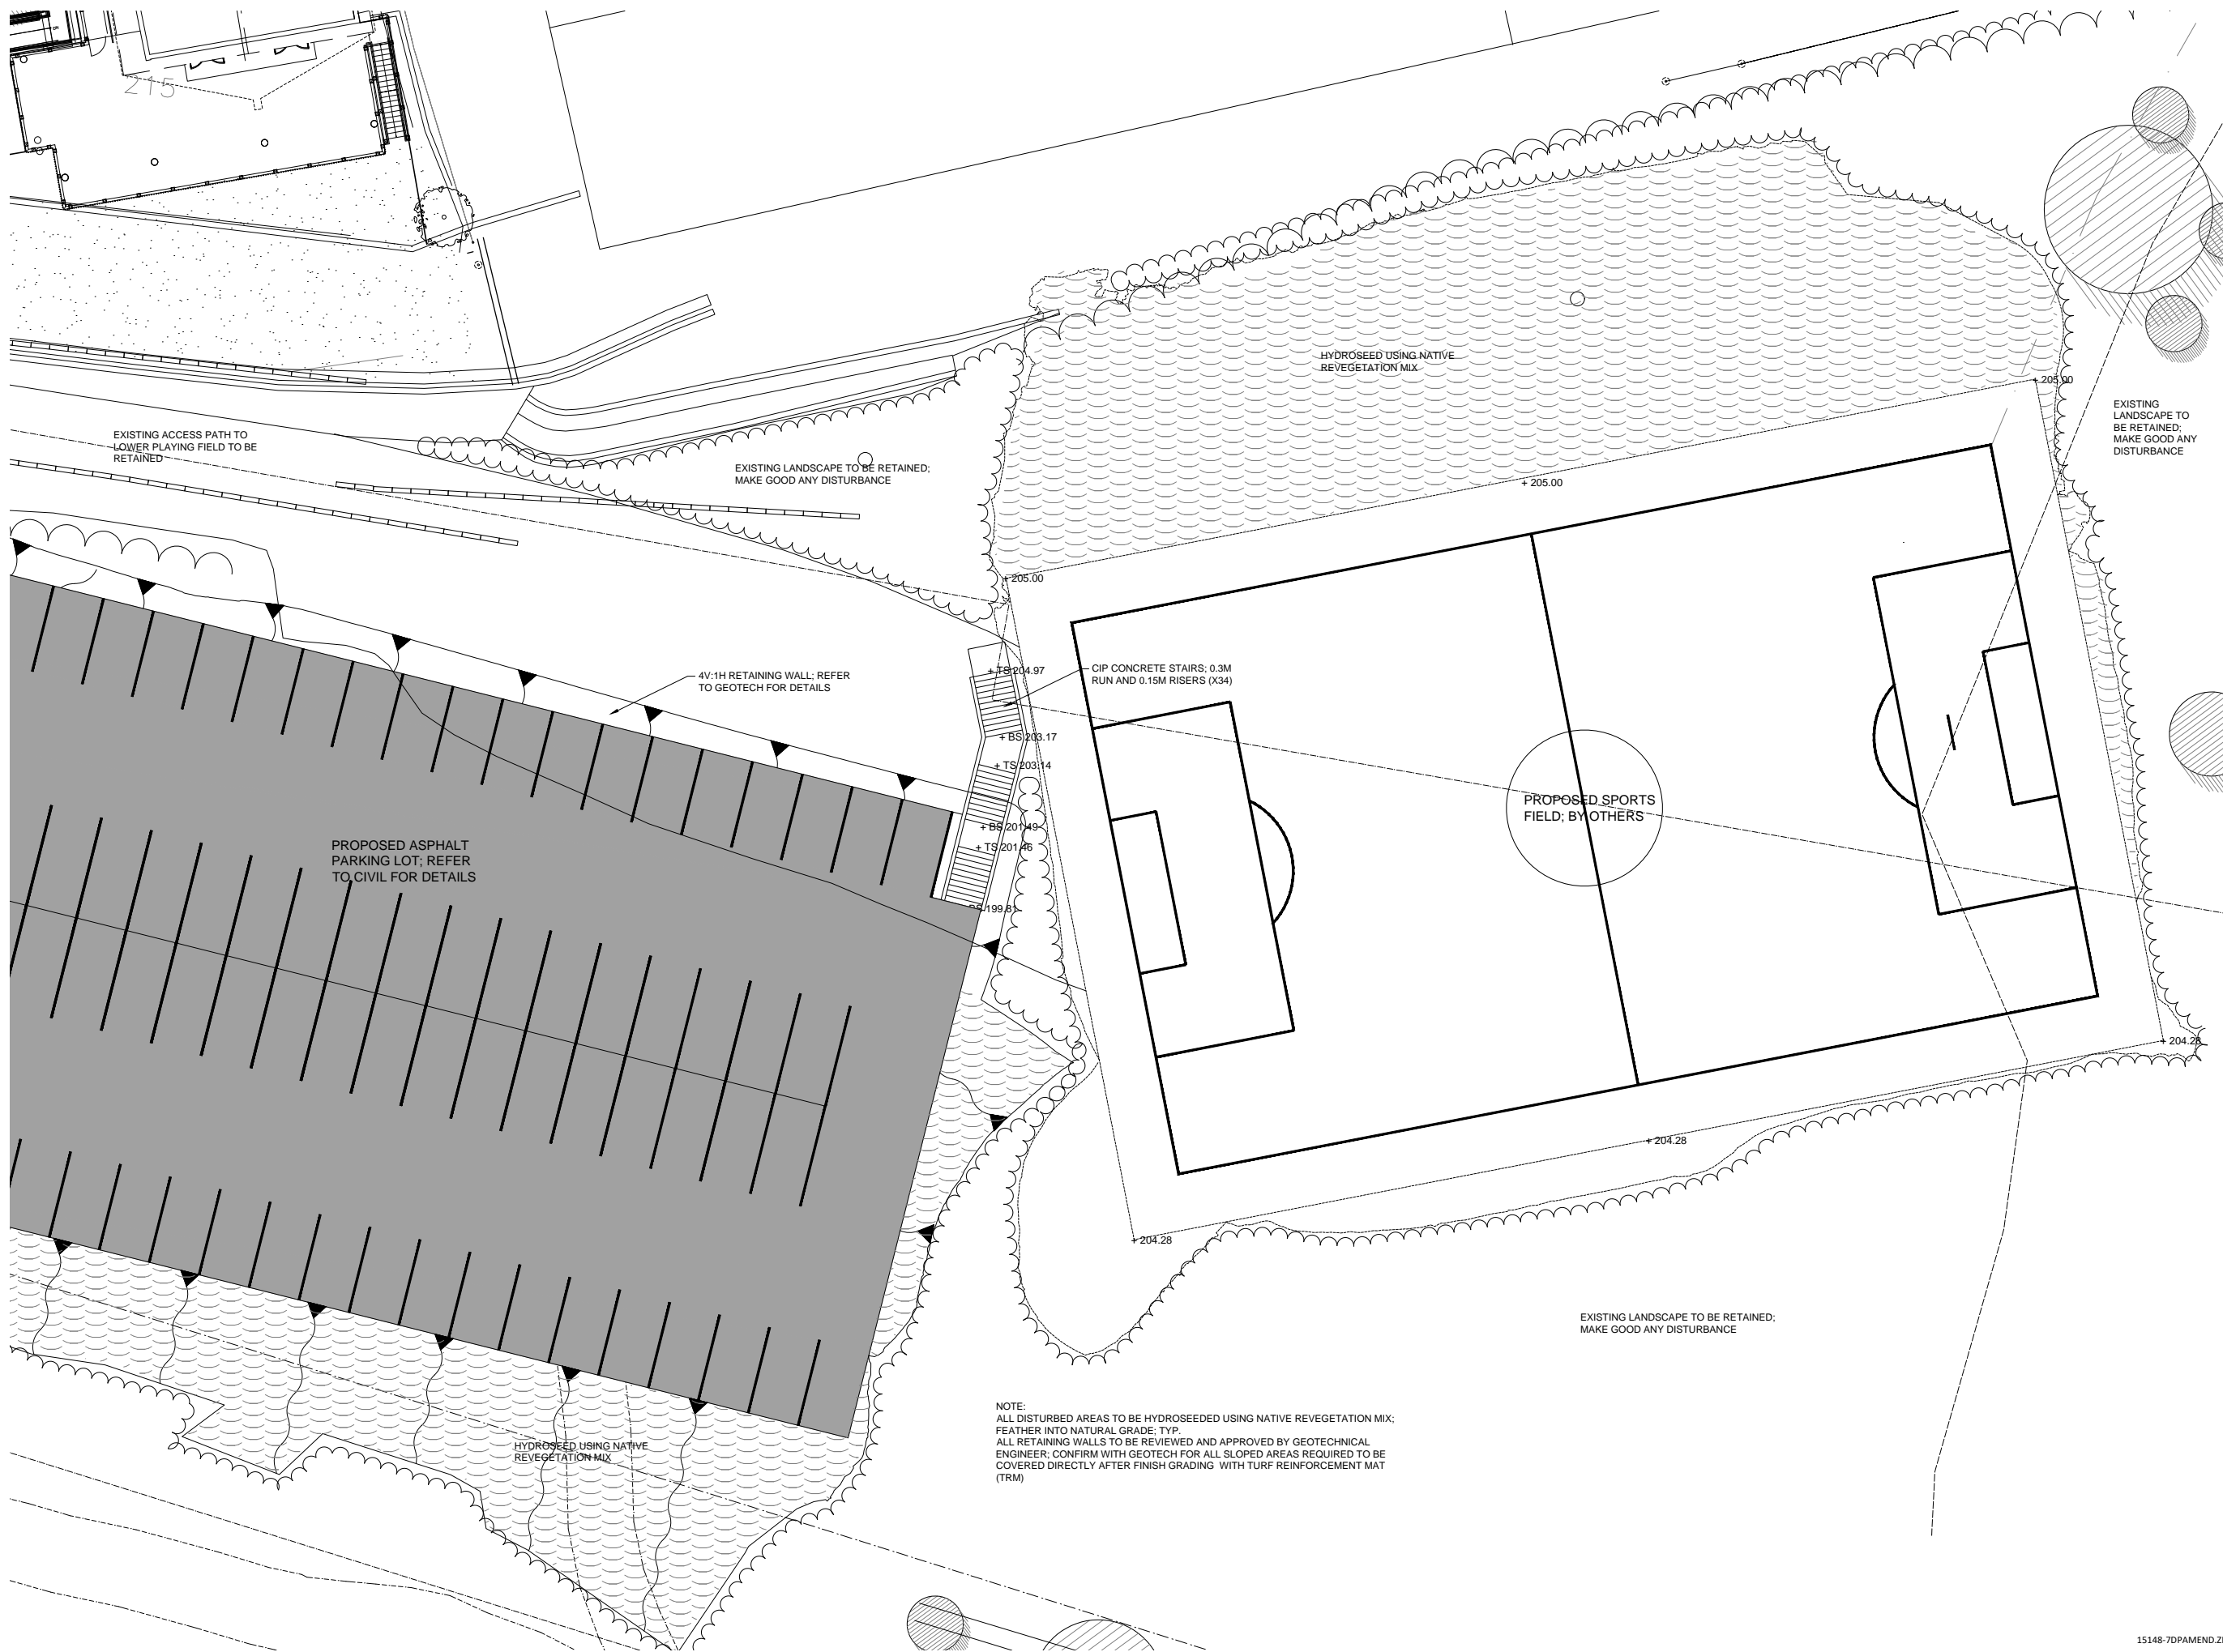 215
HYDROSEED USING NATIVE
REVEGETATION MIX
+ 205.00
EXISTING
LANDSCAPE TO
BE RETAINED;
MAKE GOOD ANY
DISTURBANCE
EXISTING ACCESS PATH TO
LOWER PLAYING FIELD TO BE
RETAINED
EXISTING LANDSCAPE TO BE RETAINED;
MAKE GOOD ANY DISTURBANCE
+ 205.00
+ 205.00
4V:1H RETAINING WALL; REFER
TO GEOTECH FOR DETAILS
+ TS 204.97
CIP CONCRETE STAIRS; 0.3M
RUN AND 0.15M RISERS (X34)
+ BS 203.17
+ TS 203.14
+ BS 201.49
+ TS 201.46
BS 199.81
PROPOSED SPORTS
FIELD; BY OTHERS
PROPOSED ASPHALT
PARKING LOT; REFER
TO CIVIL FOR DETAILS
+ 204.28
+ 204.28
+ 204.28
EXISTING LANDSCAPE TO BE RETAINED;
MAKE GOOD ANY DISTURBANCE
NOTE:
ALL DISTURBED AREAS TO BE HYDROSEEDED USING NATIVE REVEGETATION MIX;
FEATHER INTO NATURAL GRADE; TYP.
ALL RETAINING WALLS TO BE REVIEWED AND APPROVED BY GEOTECHNICAL
ENGINEER; CONFIRM WITH GEOTECH FOR ALL SLOPED AREAS REQUIRED TO BE
COVERED DIRECTLY AFTER FINISH GRADING WITH TURF REINFORCEMENT MAT
(TRM)
HYDROSEED USING NATIVE
REVEGETATION MIX